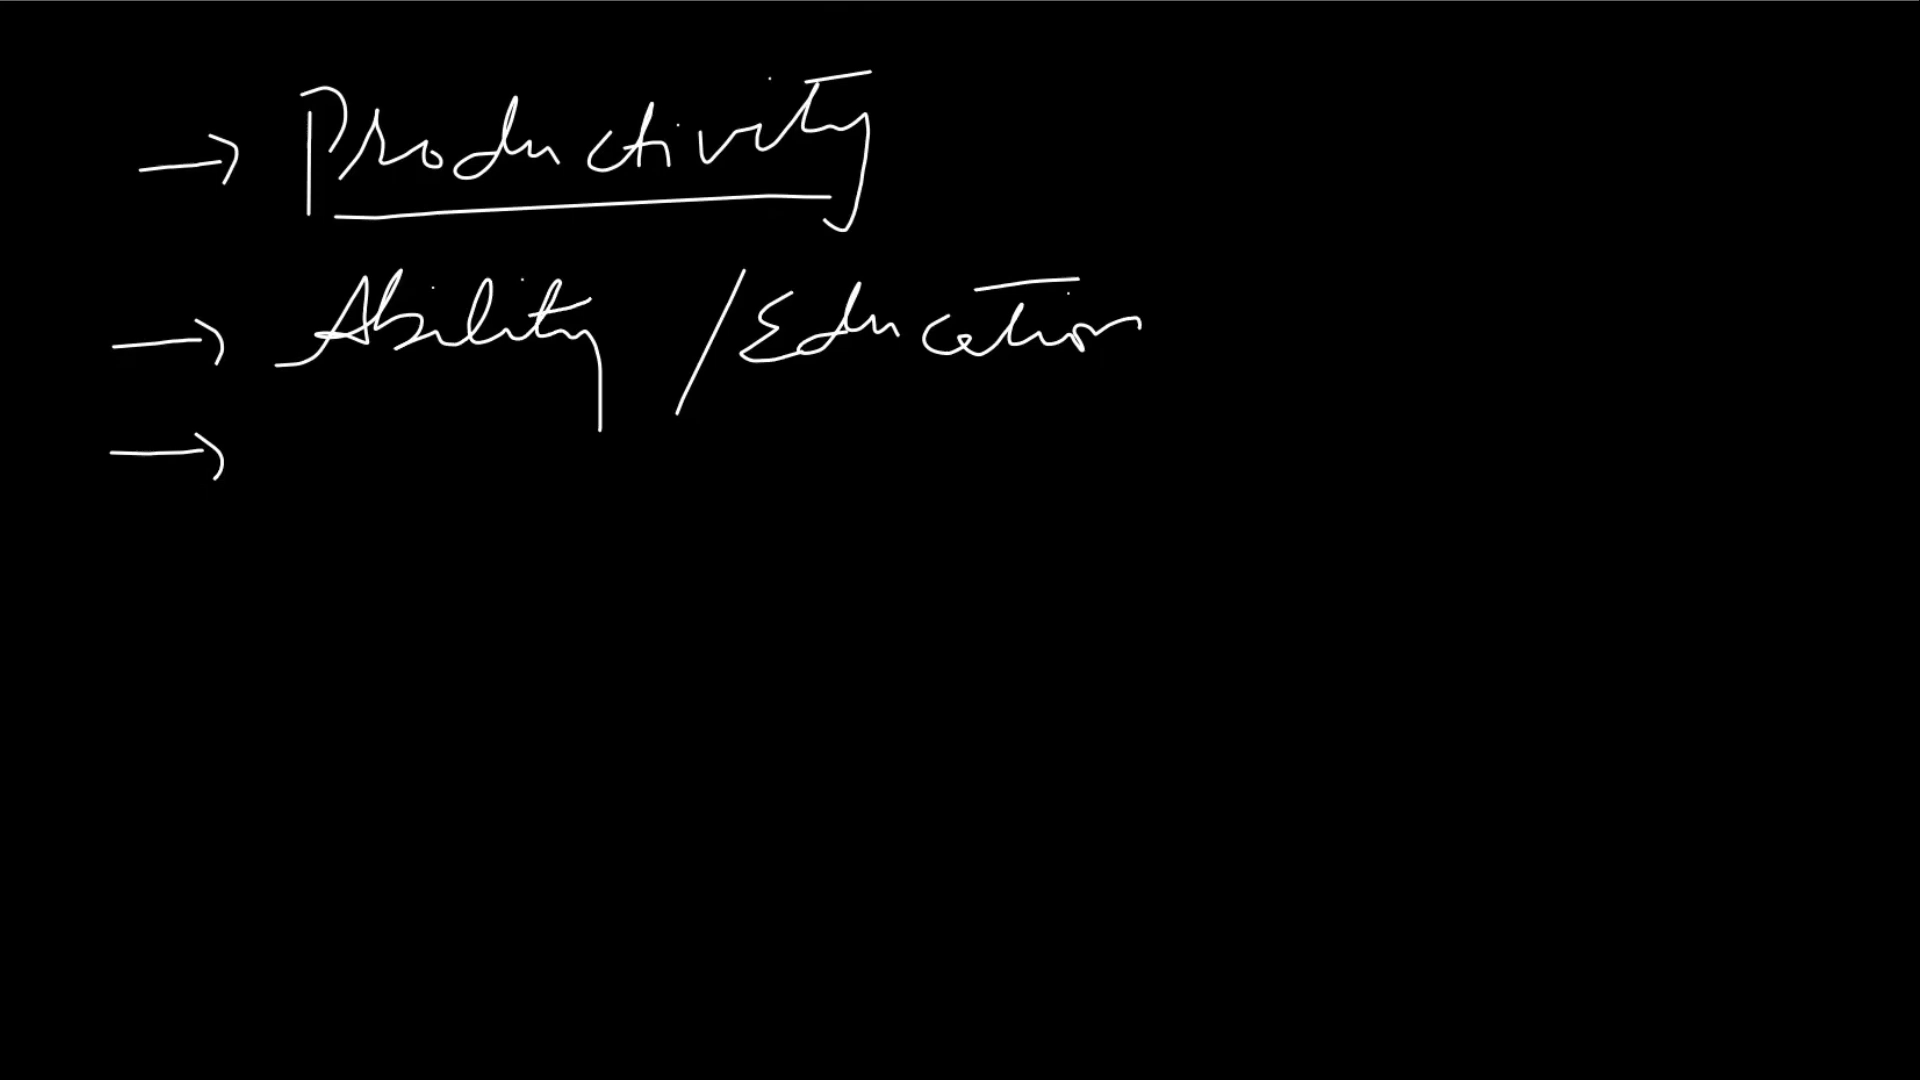 → Productivity
→ Ability / Education
→